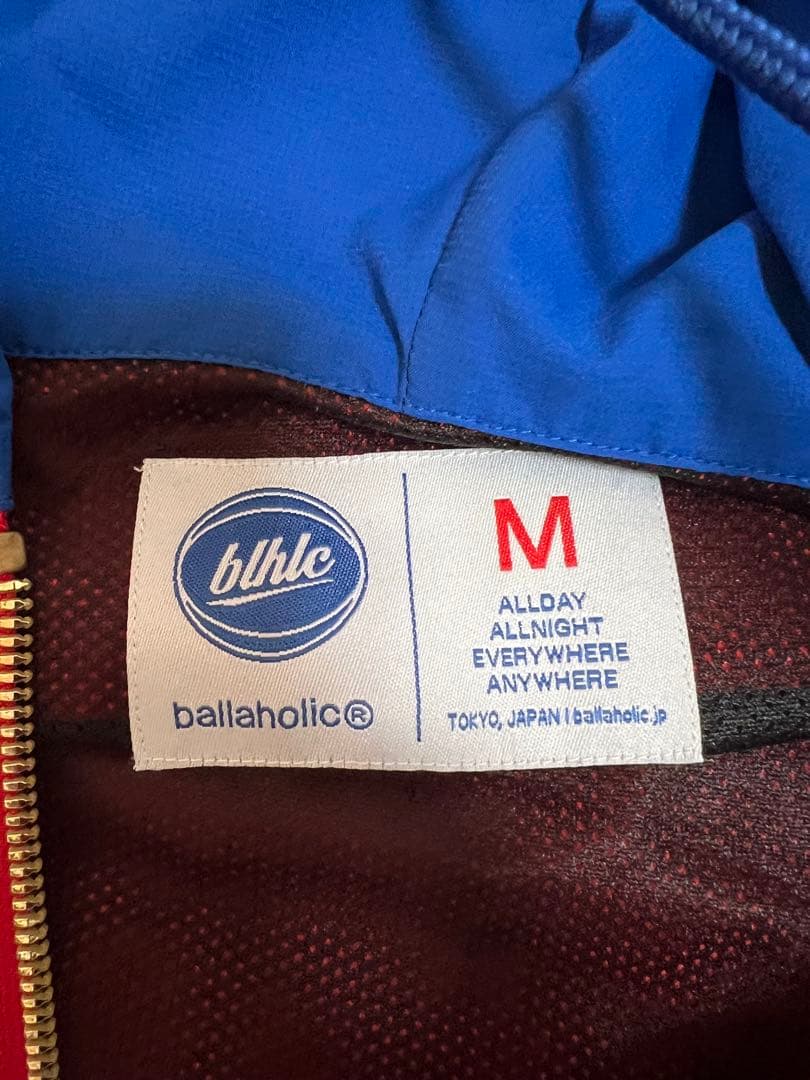 blhlc
ballaholic®
M
ALLDAY
ALLNIGHT
EVERYWHERE
ANYWHERE
TOKYO, JAPAN / ballaholic.jp